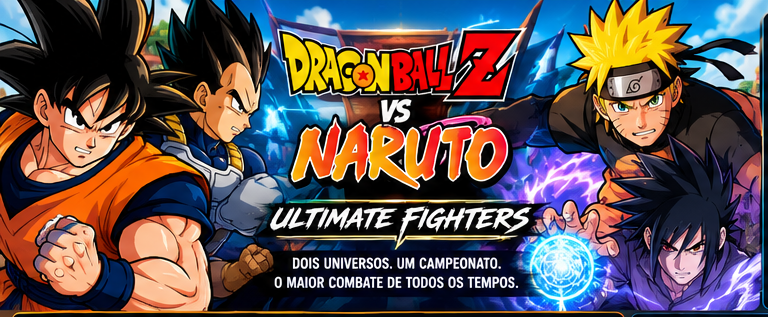 DRAGON BALL Z
VS
NARUTO
ULTIMATE FIGHTERS
DOIS UNIVERSOS. UM CAMPEONATO.
O MAIOR COMBATE DE TODOS OS TEMPOS.